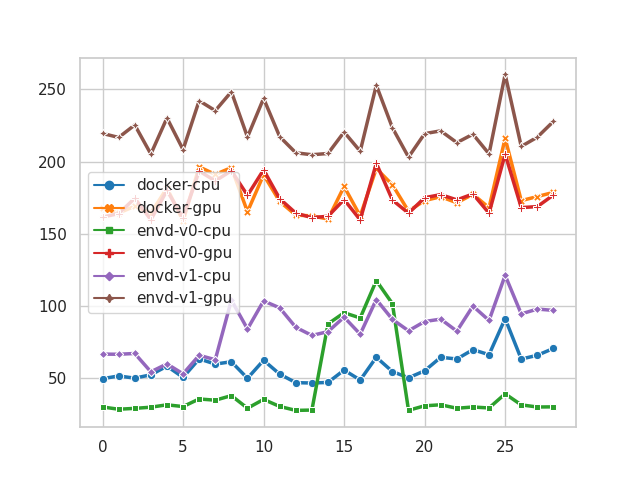 250
200
150
100
50
docker-cpu
docker-gpu
envd-v0-cpu
envd-v0-gpu
envd-v1-cpu
envd-v1-gpu
0 5 10 15 20 25